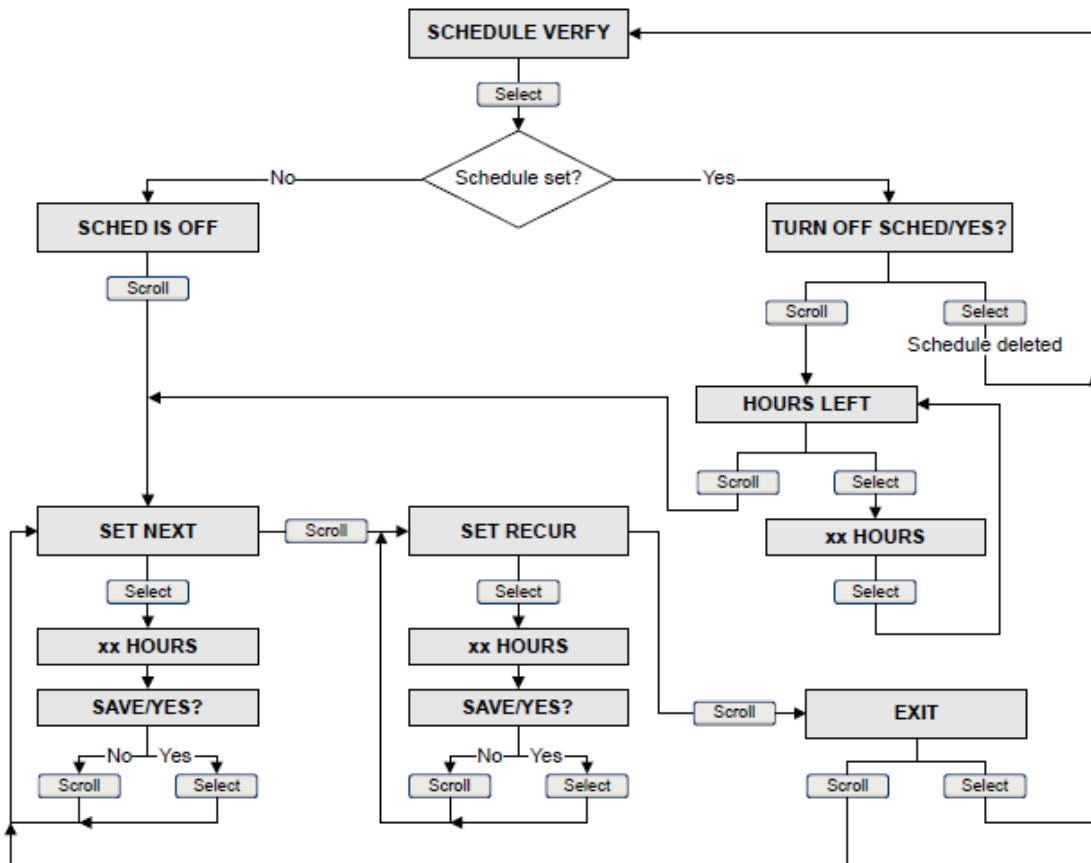 SCHEDULE VERFY
Select
Schedule set?
No
Yes
SCHED IS OFF
TURN OFF SCHED/YES?
Scroll
Scroll
Select
Schedule deleted
HOURS LEFT
Scroll
Select
SET NEXT
Scroll
SET RECUR
xx HOURS
Select
Select
Select
xx HOURS
xx HOURS
SAVE/YES?
SAVE/YES?
Scroll
EXIT
No
Yes
No
Yes
Scroll
Select
Scroll
Select
Scroll
Select